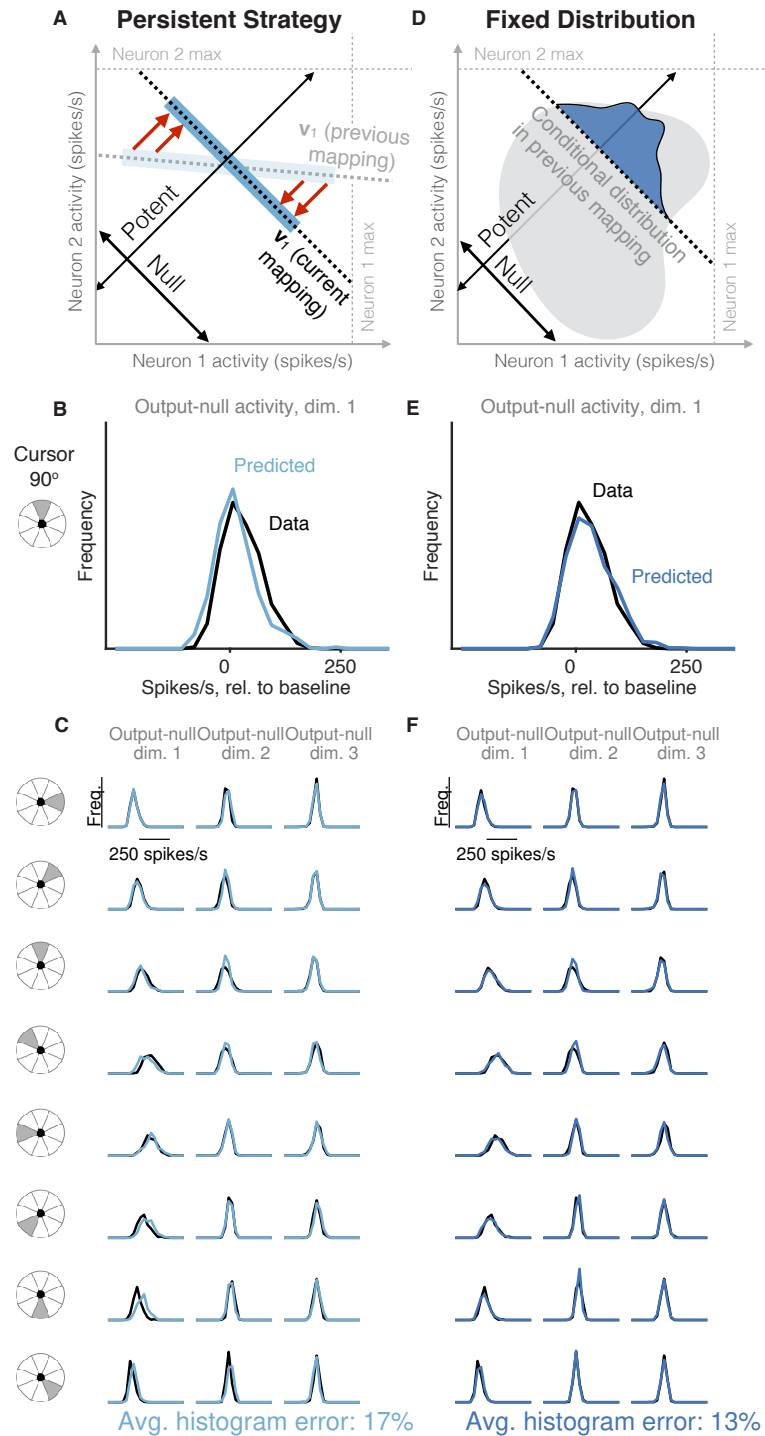 A
Persistent Strategy
Neuron 2 max
Neuron 2 activity (spikes/s)
v1 (previous
mapping)
Potent
Null
v1 (current
mapping)
Neuron 1 max
Neuron 1 activity (spikes/s)
D
Fixed Distribution
Neuron 2 max
Neuron 2 activity (spikes/s)
Conditional distribution
in previous mapping
Potent
Null
Neuron 1 max
Neuron 1 activity (spikes/s)
B
Output-null activity, dim. 1
Cursor
90º
Predicted
Data
Frequency
0
250
Spikes/s, rel. to baseline
E
Output-null activity, dim. 1
Data
Predicted
Frequency
0
250
Spikes/s, rel. to baseline
C
Output-null
dim. 1
Output-null
dim. 2
Output-null
dim. 3
Freq.
250 spikes/s
Avg. histogram error: 17%
F
Output-null
dim. 1
Output-null
dim. 2
Output-null
dim. 3
Freq.
250 spikes/s
Avg. histogram error: 13%